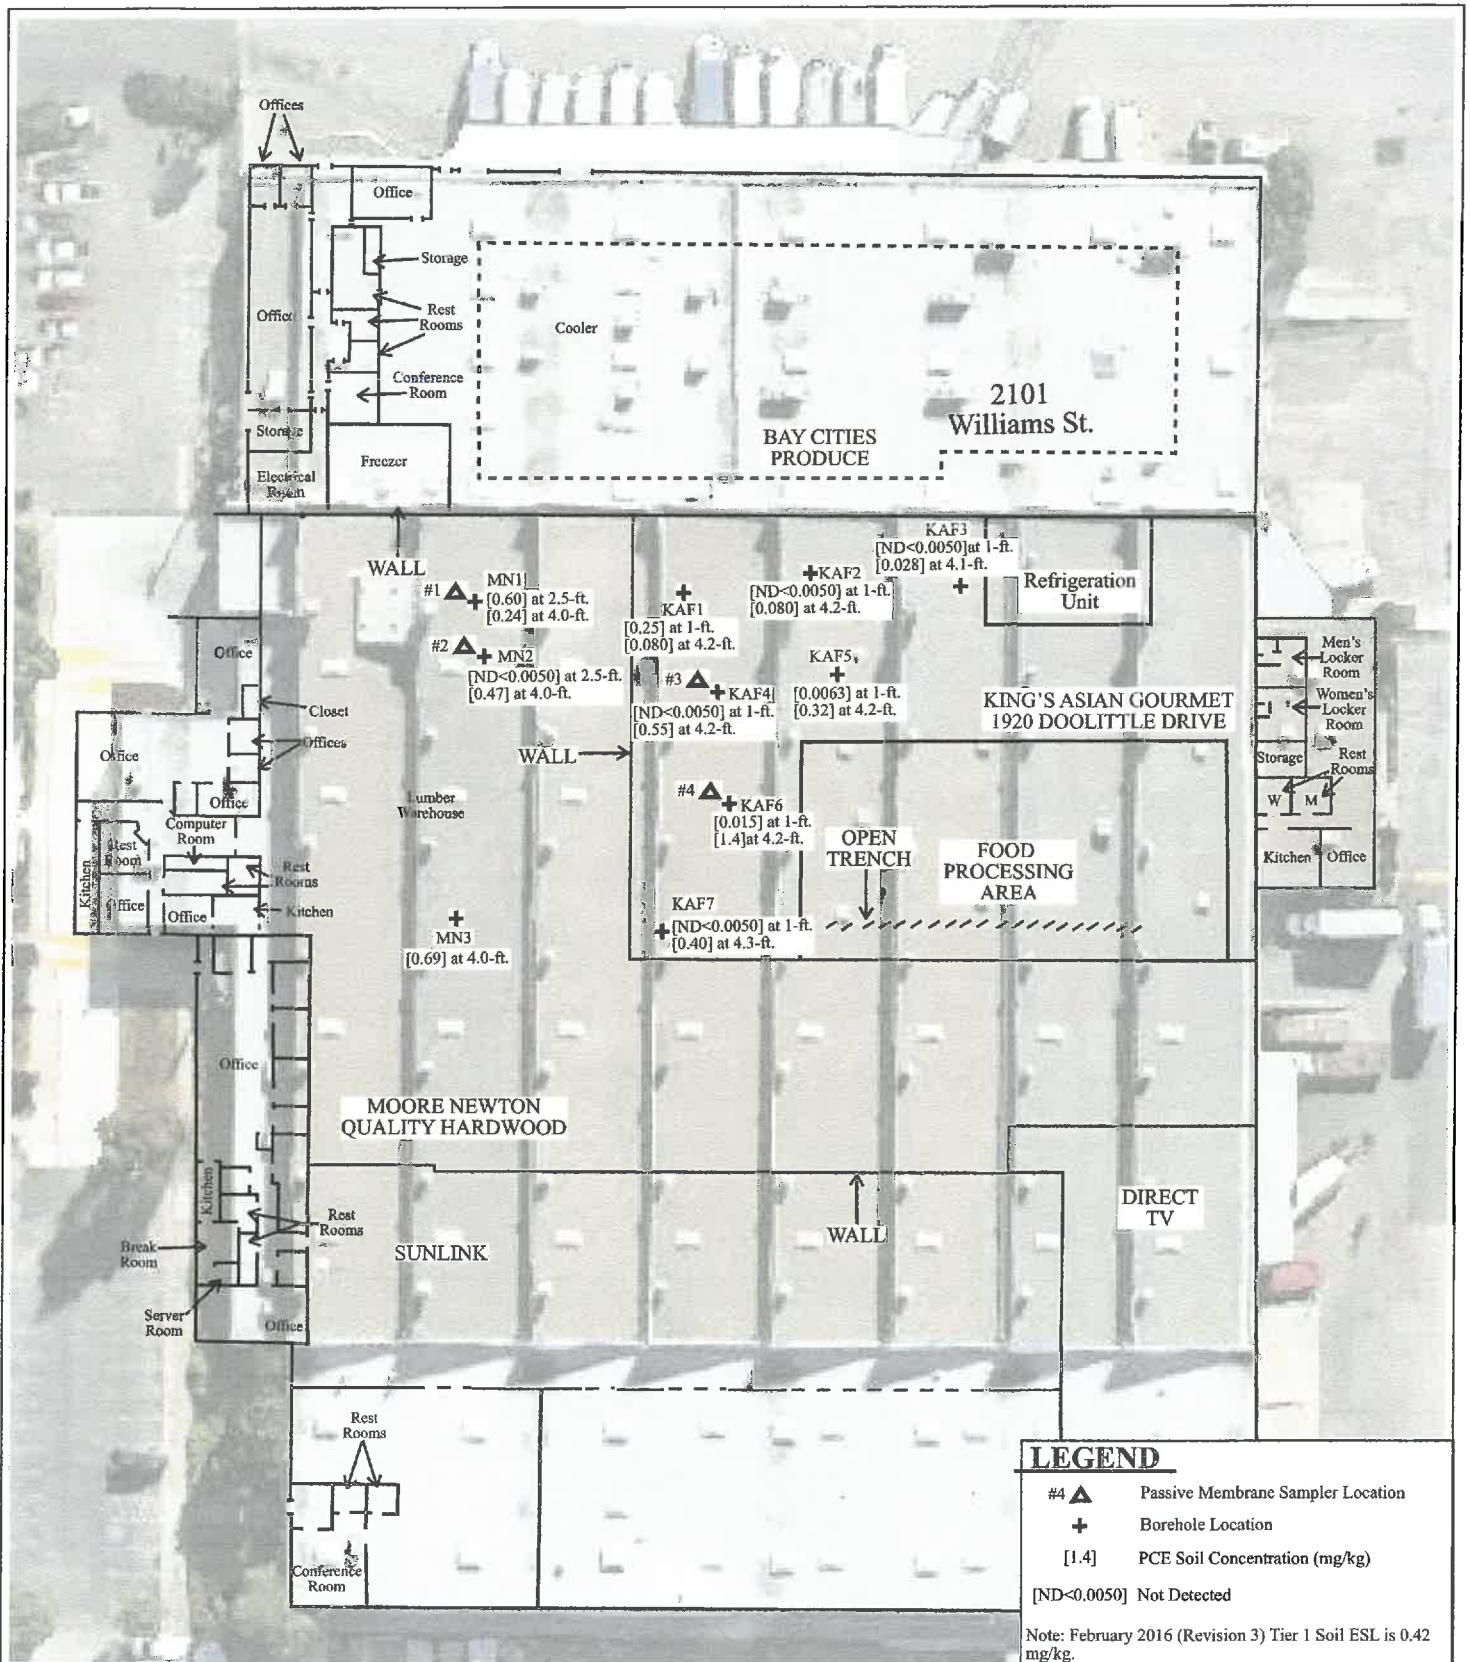 Offices
Office
Storage
Office
Rest
Rooms
Cooler
Conference
Room
2101
Williams St.
BAY CITIES
PRODUCE
Storage
Freezer
Electrical
Room
WALL
KAF3
[ND<0.0050]at 1-ft.
[0.028] at 4.1-ft.
Refrigeration
Unit
#1
MN1
[0.60] at 2.5-ft.
[0.24] at 4.0-ft.
KAF2
[ND<0.0050] at 1-ft.
[0.080] at 4.2-ft.
KAF1
[0.25] at 1-ft.
[0.080] at 4.2-ft.
#2
MN2
[ND<0.0050] at 2.5-ft.
[0.47] at 4.0-ft.
KAF5
[0.0063] at 1-ft.
[0.32] at 4.2-ft.
#3
KAF4
[ND<0.0050] at 1-ft.
[0.55] at 4.2-ft.
KING'S ASIAN GOURMET
1920 DOOLITTLE DRIVE
Men's
Locker
Room
Women's
Locker
Room
Storage
Rest
Rooms
W
M
Kitchen
Office
Office
Closet
Offices
Office
Office
Computer
Room
Rest
Room
Kitchen
Rest
Rooms
Office
Office
Kitchen
WALL
Lumber
Warehouse
#4
KAF6
[0.015] at 1-ft.
[1.4]at 4.2-ft.
OPEN
TRENCH
FOOD
PROCESSING
AREA
KAF7
[ND<0.0050] at 1-ft.
[0.40] at 4.3-ft.
MN3
[0.69] at 4.0-ft.
Office
MOORE NEWTON
QUALITY HARDWOOD
Kitchen
Rest
Rooms
Break
Room
Server
Room
Office
SUNLINK
WALL
DIRECT
TV
Rest
Rooms
Conference
Room
LEGEND
#4 Passive Membrane Sampler Location
Borehole Location
[1.4] PCE Soil Concentration (mg/kg)
[ND<0.0050] Not Detected
Note: February 2016 (Revision 3) Tier 1 Soil ESL is 0.42
mg/kg.